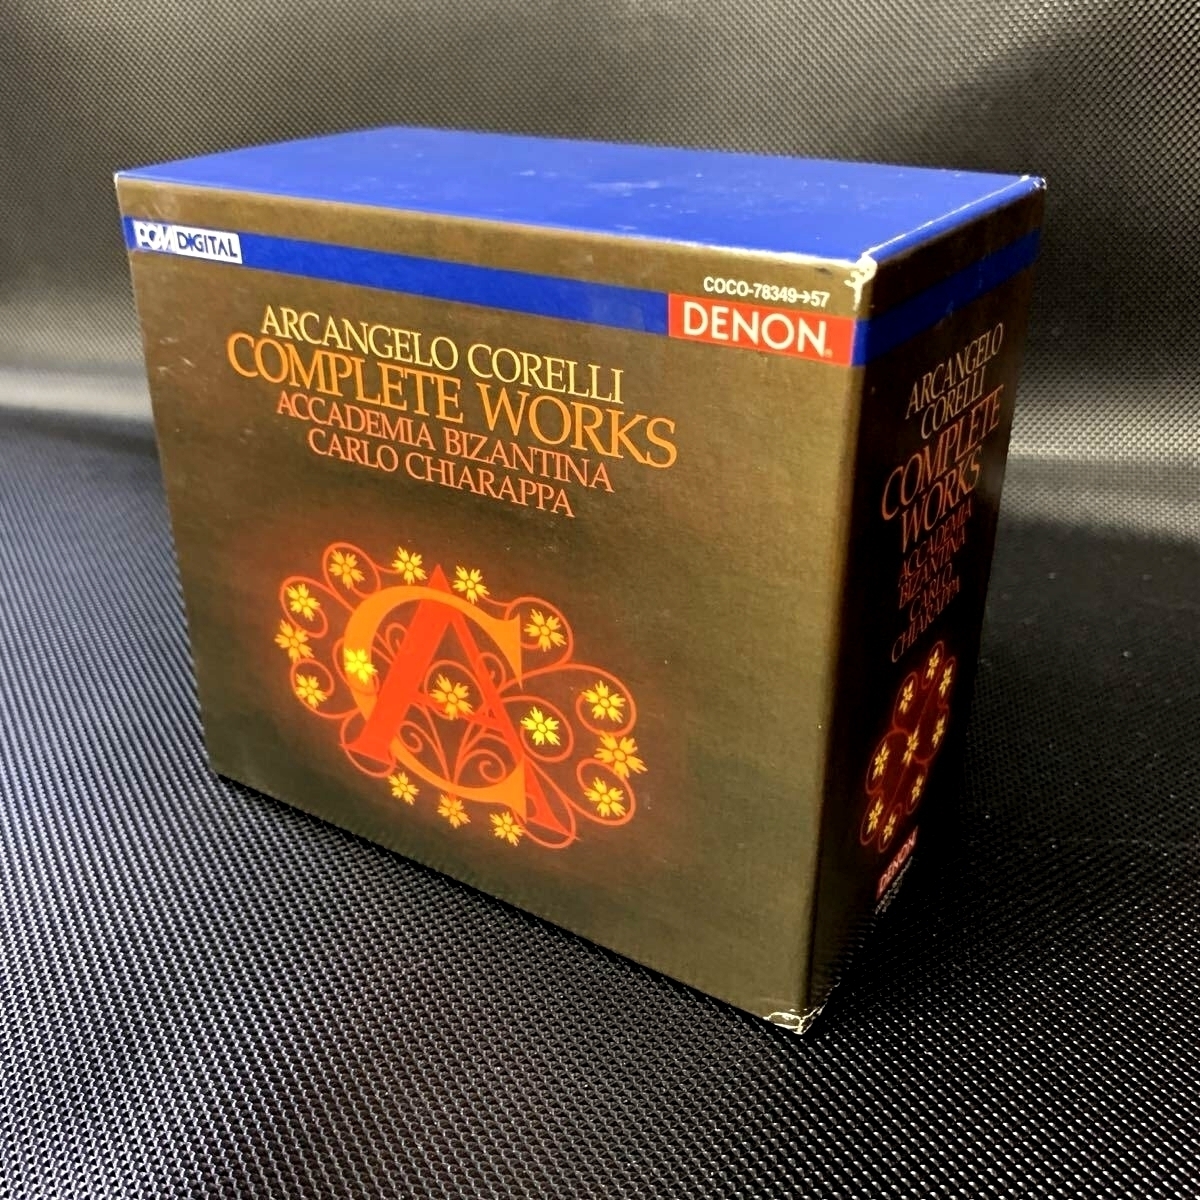 PCM DIGITAL
COCO-78349→57
DENON
ARCANGELO CORELLI
COMPLETE WORKS
ACCADEMIA BIZANTINA
CARLO CHIARAPPA
CA
ARCANGELO
CORELLI
COMPLETE
WORKS
ACCADEMIA
BIZANTINA
CARLO
CHIARAPPA
DENON